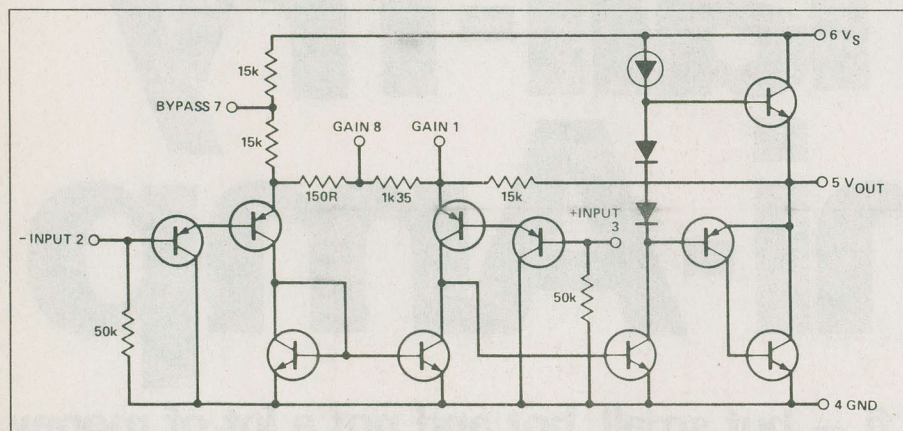 6 V_S
15k
BYPASS 7
GAIN 8
GAIN 1
15k
5 V_OUT
150R
1k35
15k
+INPUT
3
− INPUT 2
50k
50k
4 GND